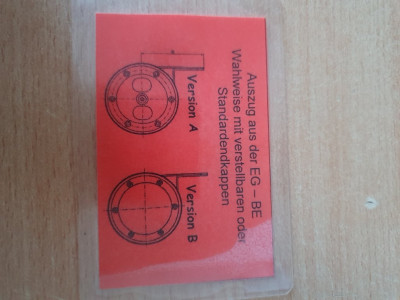 Auszug aus der EG – BE
Wahlweise mit verstellbaren oder
Standardendkappen
Version A
Version B